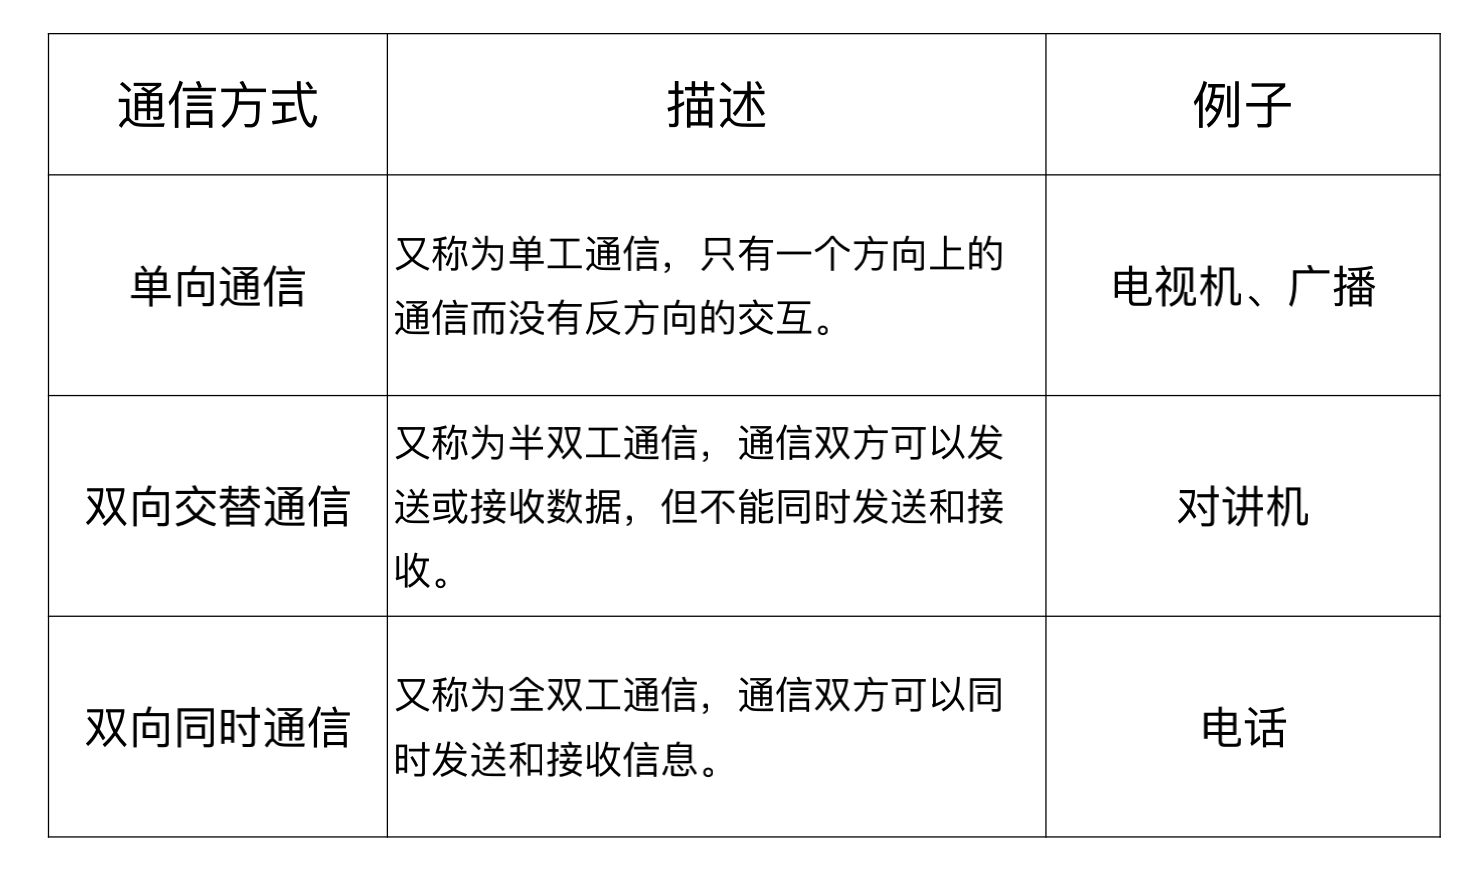 通信方式
描述
例子
单向通信
又称为单工通信，只有一个方向上的
通信而没有反方向的交互。
电视机、广播
双向交替通信
又称为半双工通信，通信双方可以发
送或接收数据，但不能同时发送和接
收。
对讲机
双向同时通信
又称为全双工通信，通信双方可以同
时发送和接收信息。
电话